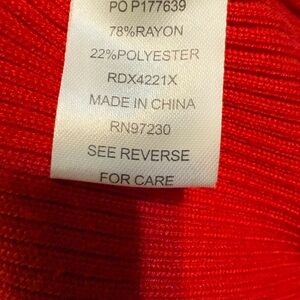 PO P177639
78%RAYON
22%POLYESTER
RDX4221X
MADE IN CHINA
RN97230
SEE REVERSE
FOR CARE